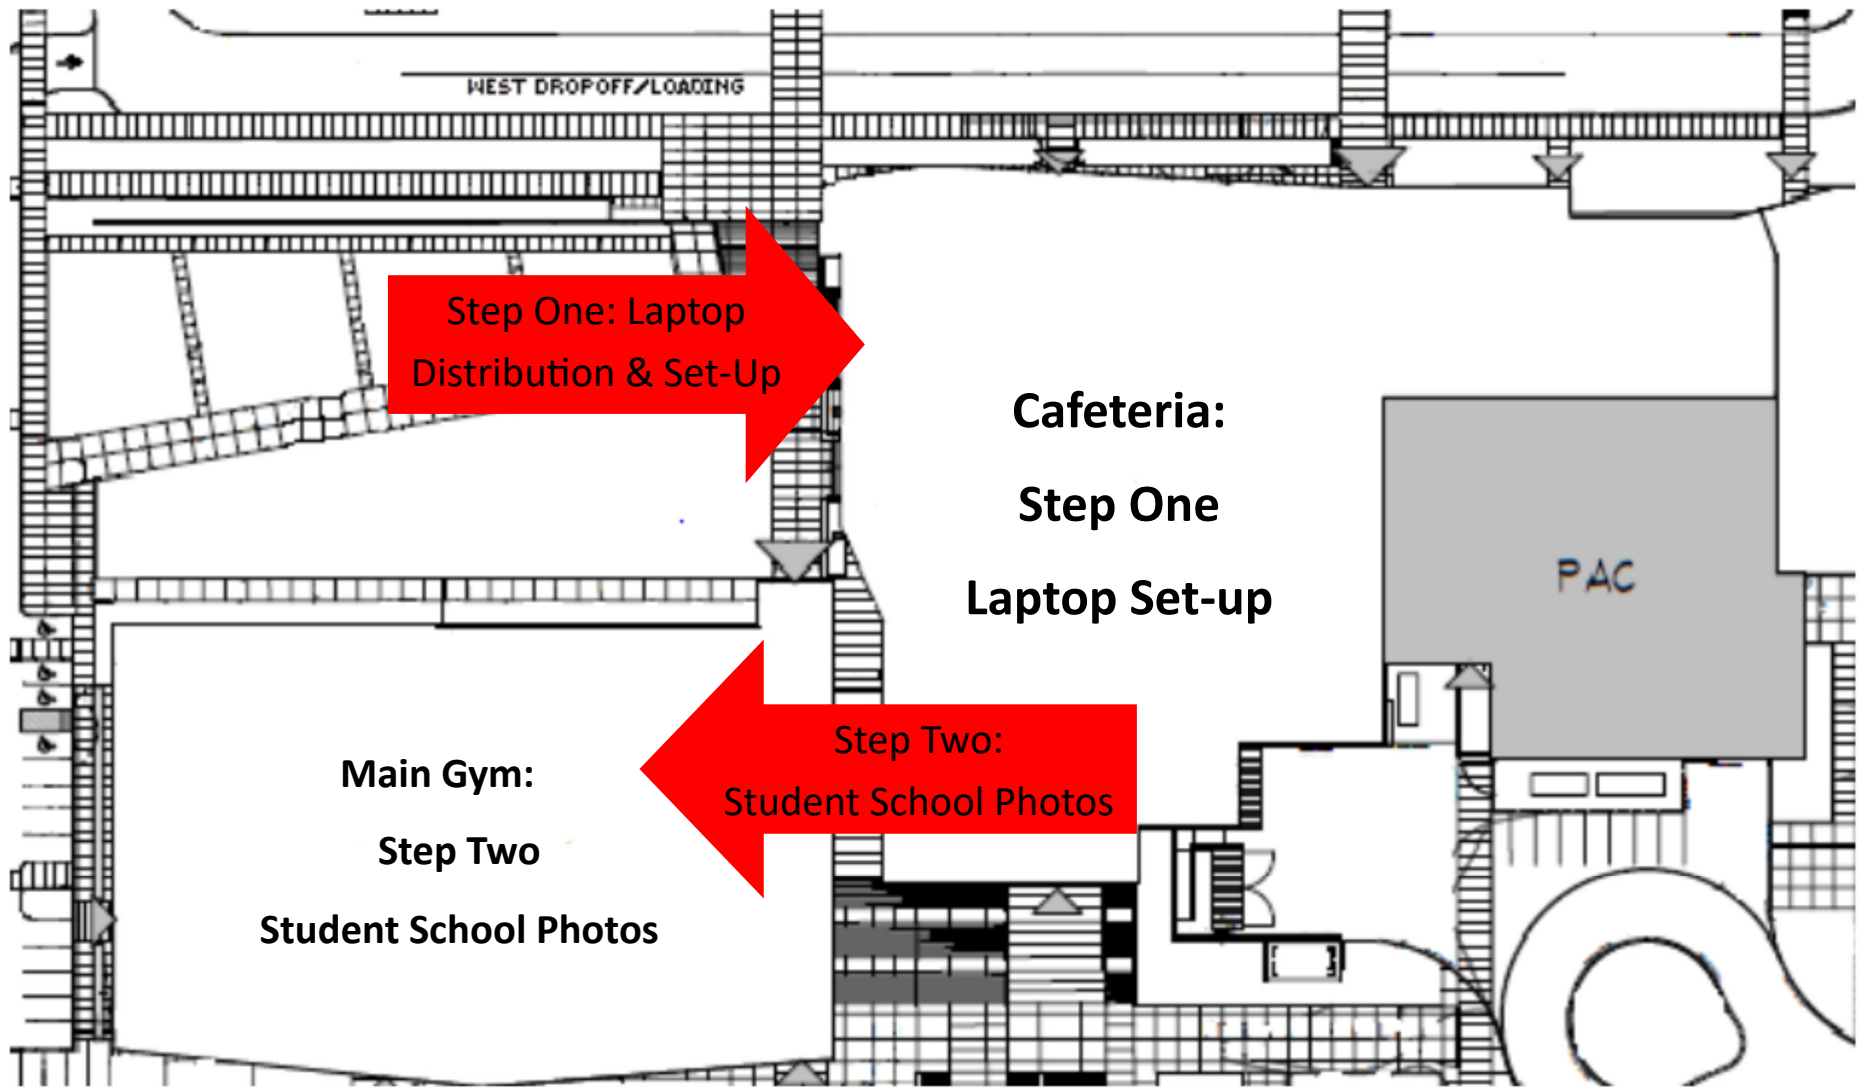 WEST DROPOFF/LOADING
Step One: Laptop
Distribution & Set-Up
Cafeteria:
Step One
Laptop Set-up
PAC
Step Two:
Student School Photos
Main Gym:
Step Two
Student School Photos